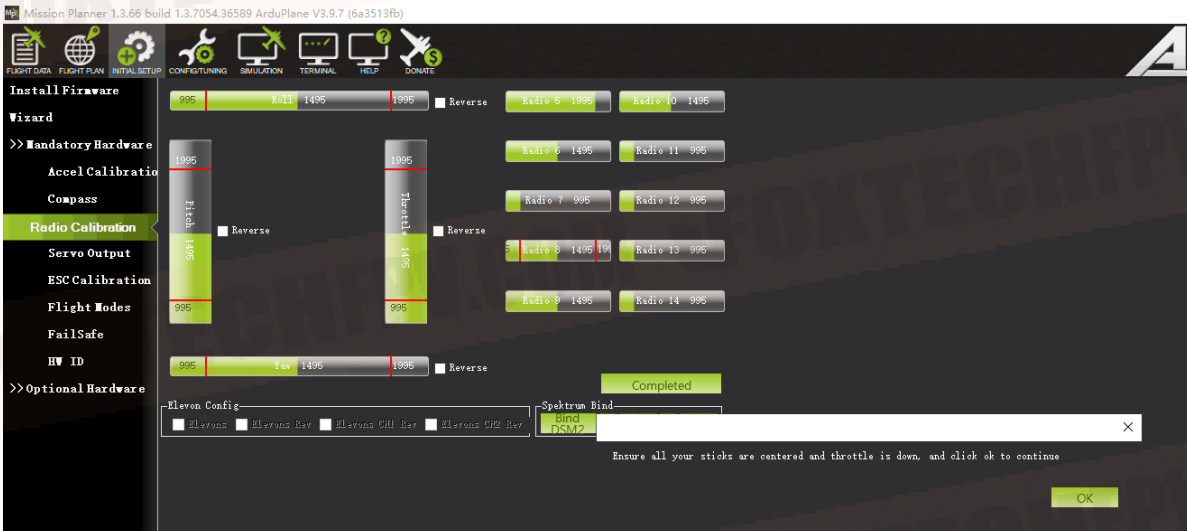 Mission Planner 1.3.66 build 1.3.7054.36589 ArduPlane V3.9.7 (6a3513fb)
FLIGHT DATA FLIGHT PLAN INITIAL SETUP CONFIG/TUNING SIMULATION TERMINAL HELP DONATE
Install Firmware
Wizard
>> Mandatory Hardware
Accel Calibratio
Compass
Radio Calibration
Servo Output
ESC Calibration
Flight Modes
FailSafe
HW ID
>> Optional Hardware
995 Roll 1495 1995 Reverse
Radio 5 1995 Radio 10 1495
1995
Pitch 1495
995
Reverse
1995
Throttle 1495
995
Reverse
Radio 6 1495 Radio 11 995
Radio 7 995 Radio 12 995
Radio 8 1495 Radio 13 995
Radio 9 1495 Radio 14 995
995 Yaw 1495 1995 Reverse
Completed
Elevon Config
Elevons Elevons Rev Elevons CH1 Rev Elevons CH2 Rev
Spektrum Bind
Bind
DSM2
Ensure all your sticks are centered and throttle is down, and click ok to continue
OK